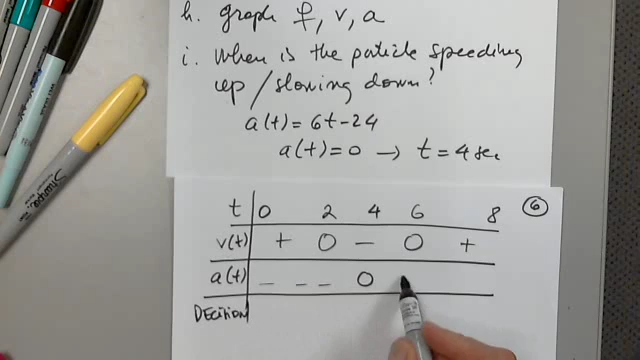 h. graph f, v, a
i. When is the particle speeding
up / slowing down?
a(t) = 6t - 24
a(t) = 0 → t = 4 sec
6
t 0 2 4 6 8
v(t) + 0 - 0 +
a(t) - - - 0
DECISION